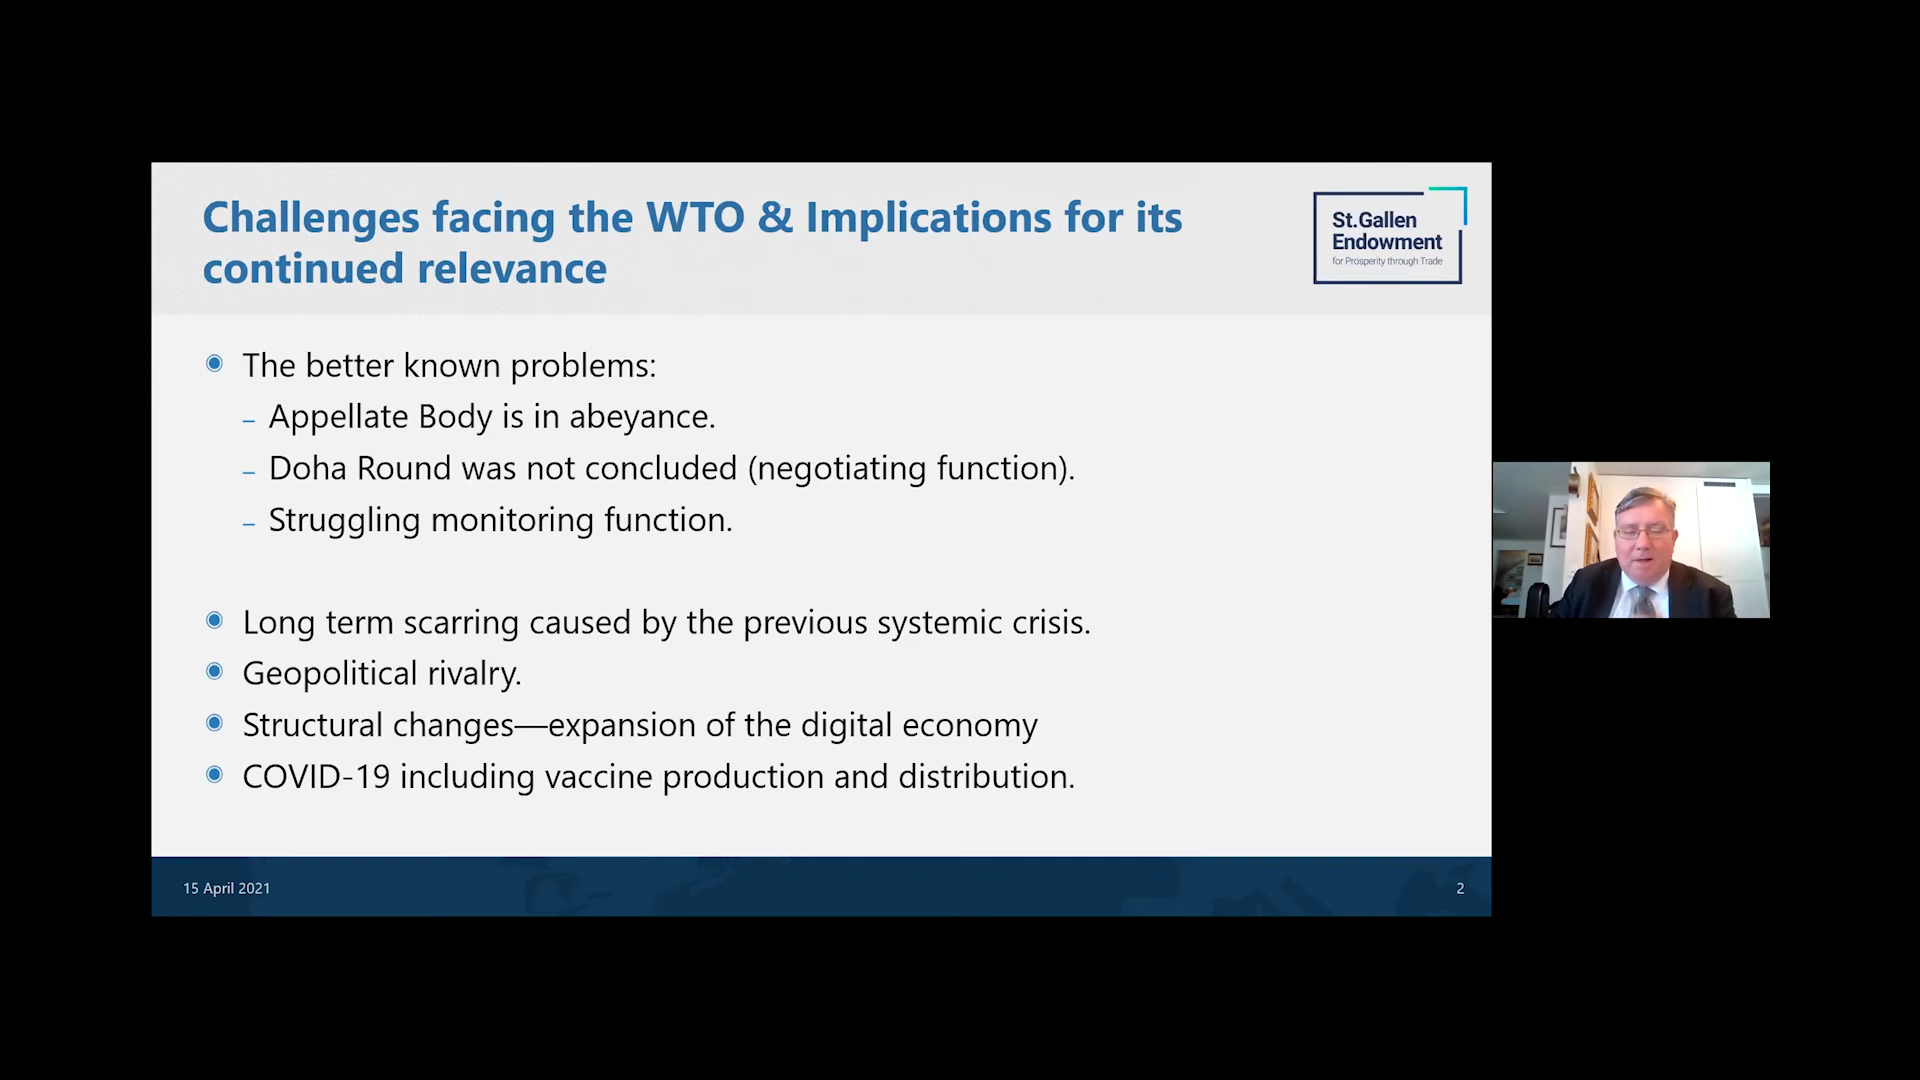 Challenges facing the WTO & Implications for its
continued relevance
St.Gallen
Endowment
for Prosperity through Trade
The better known problems:
– Appellate Body is in abeyance.
– Doha Round was not concluded (negotiating function).
– Struggling monitoring function.
Long term scarring caused by the previous systemic crisis.
Geopolitical rivalry.
Structural changes—expansion of the digital economy
COVID-19 including vaccine production and distribution.
15 April 2021
2